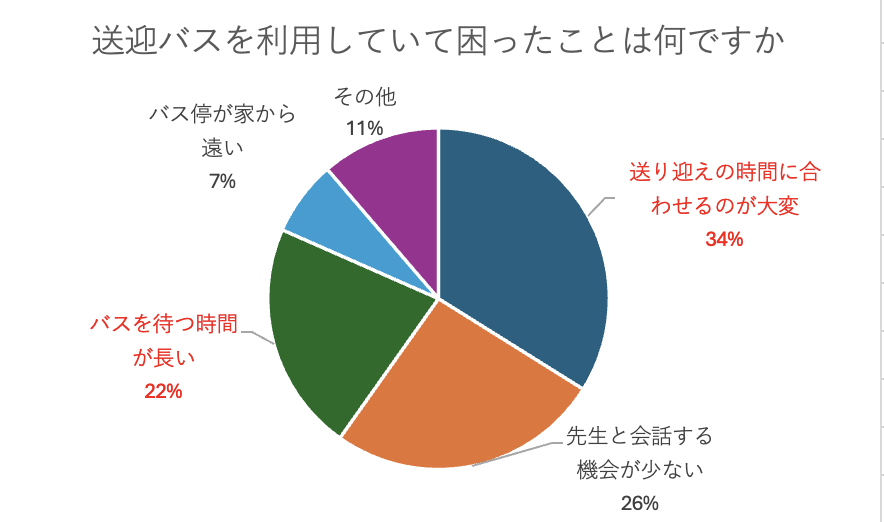 送迎バスを利用していて困ったことは何ですか
その他
11%
バス停が家から
遠い
7%
送り迎えの時間に合
わせるのが大変
34%
バスを待つ時間
が長い
22%
先生と会話する
機会が少ない
26%